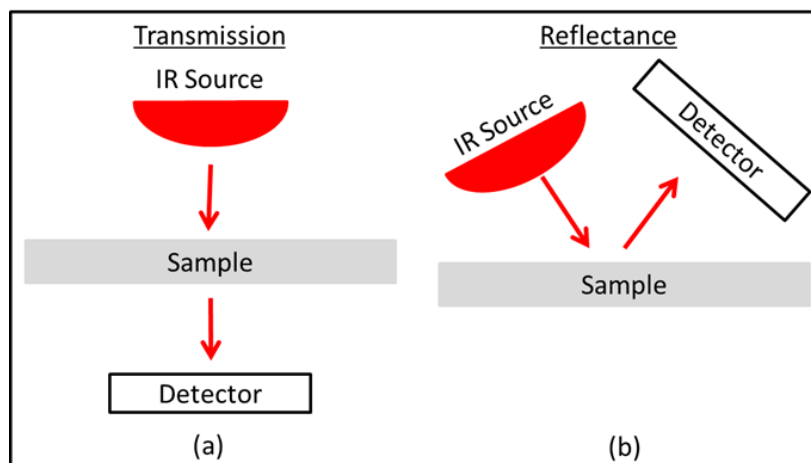 Transmission
IR Source
Sample
Detector
(a)
Reflectance
IR Source
Detector
Sample
(b)